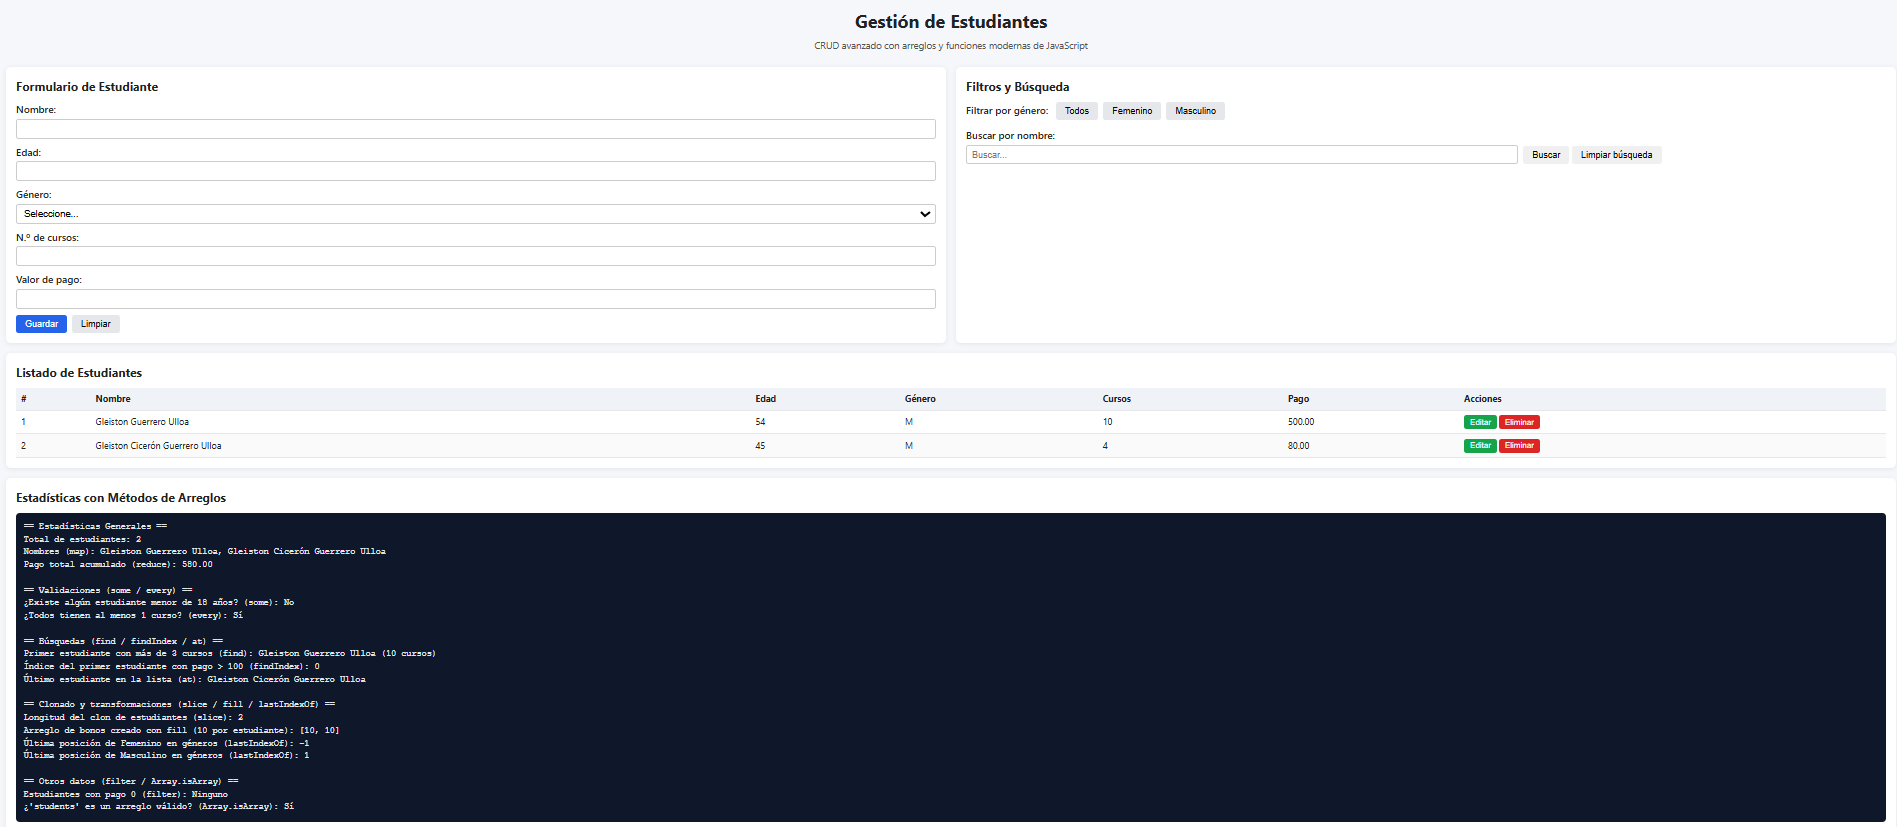 Gestión de Estudiantes
CRUD avanzado con arreglos y funciones modernas de JavaScript
Formulario de Estudiante
Nombre:
Edad:
Género:
Seleccione...
N.º de cursos:
Valor de pago:
Guardar Limpiar
Filtros y Búsqueda
Filtrar por género: Todos Femenino Masculino
Buscar por nombre:
Buscar... Buscar Limpiar búsqueda
Listado de Estudiantes
# Nombre Edad Género Cursos Pago Acciones
1 Gleiston Guerrero Ulloa 54 M 10 500.00 Editar Eliminar
2 Gleiston Cicerón Guerrero Ulloa 45 M 4 80.00 Editar Eliminar
Estadísticas con Métodos de Arreglos
== Estadísticas Generales ==
Total de estudiantes: 2
Nombres (map): Gleiston Guerrero Ulloa, Gleiston Cicerón Guerrero Ulloa
Pago total acumulado (reduce): 580.00
== Validaciones (some / every) ==
¿Existe algún estudiante menor de 18 años? (some): No
¿Todos tienen al menos 1 curso? (every): Sí
== Búsquedas (find / findIndex / at) ==
Primer estudiante con más de 3 cursos (find): Gleiston Guerrero Ulloa (10 cursos)
Índice del primer estudiante con pago > 100 (findIndex): 0
Último estudiante en la lista (at): Gleiston Cicerón Guerrero Ulloa
== Clonado y transformaciones (slice / fill / lastIndexOf) ==
Longitud del clon de estudiantes (slice): 2
Arreglo de bonos creado con fill (10 por estudiante): [10, 10]
Última posición de Femenino en géneros (lastIndexOf): -1
Última posición de Masculino en géneros (lastIndexOf): 1
== Otros datos (filter / Array.isArray) ==
Estudiantes con pago 0 (filter): Ninguno
¿'students' es un arreglo válido? (Array.isArray): Sí